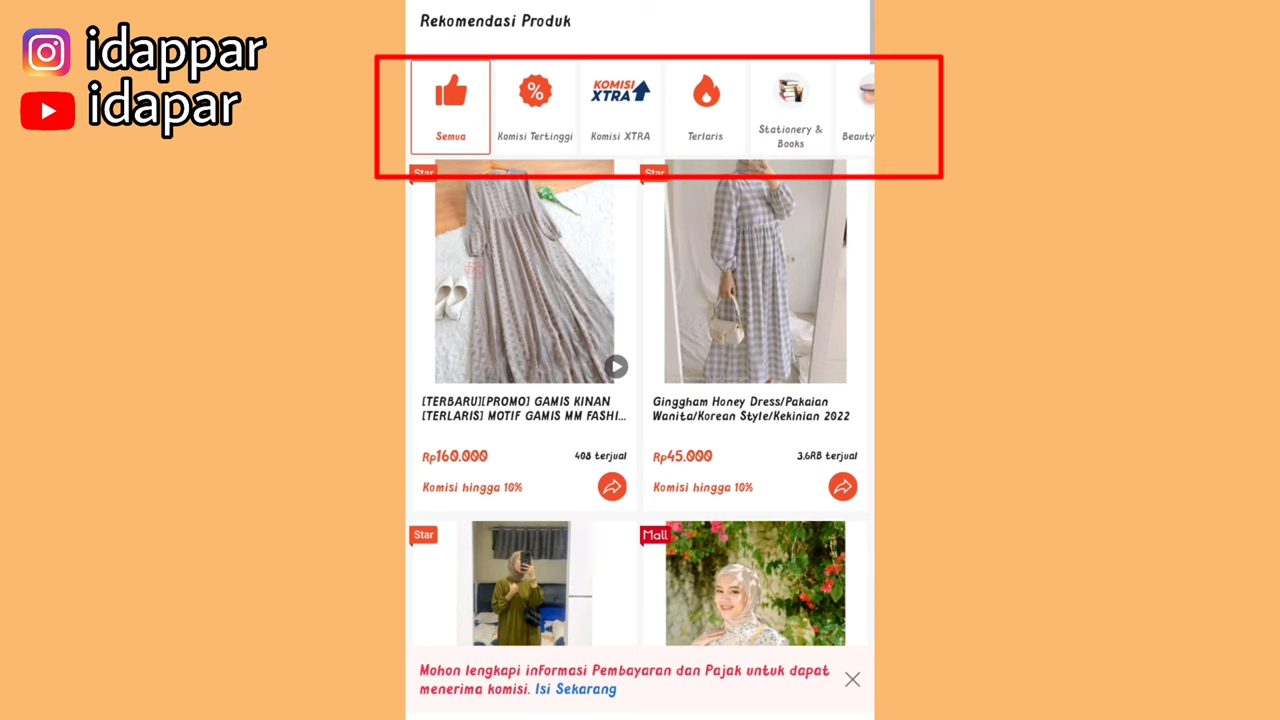 idappar
idapar
Rekomendasi Produk
Semua
Komisi Tertinggi
KOMISI
XTRA
Komisi XTRA
Terlaris
Stationery &
Books
Beauty
Star
Star
[TERBARU][PROMO] GAMIS KINAN
[TERLARIS] MOTIF GAMIS MM FASHI...
Rp160.000
408 terjual
Komisi hingga 10%
Ginggham Honey Dress/Pakaian
Wanita/Korean Style/Kekinian 2022
Rp45.000
3,6RB terjual
Komisi hingga 10%
Star
Mall
Mohon lengkapi inFormasi Pembayaran dan Pajak untuk dapat
menerima komisi. Isi Sekarang